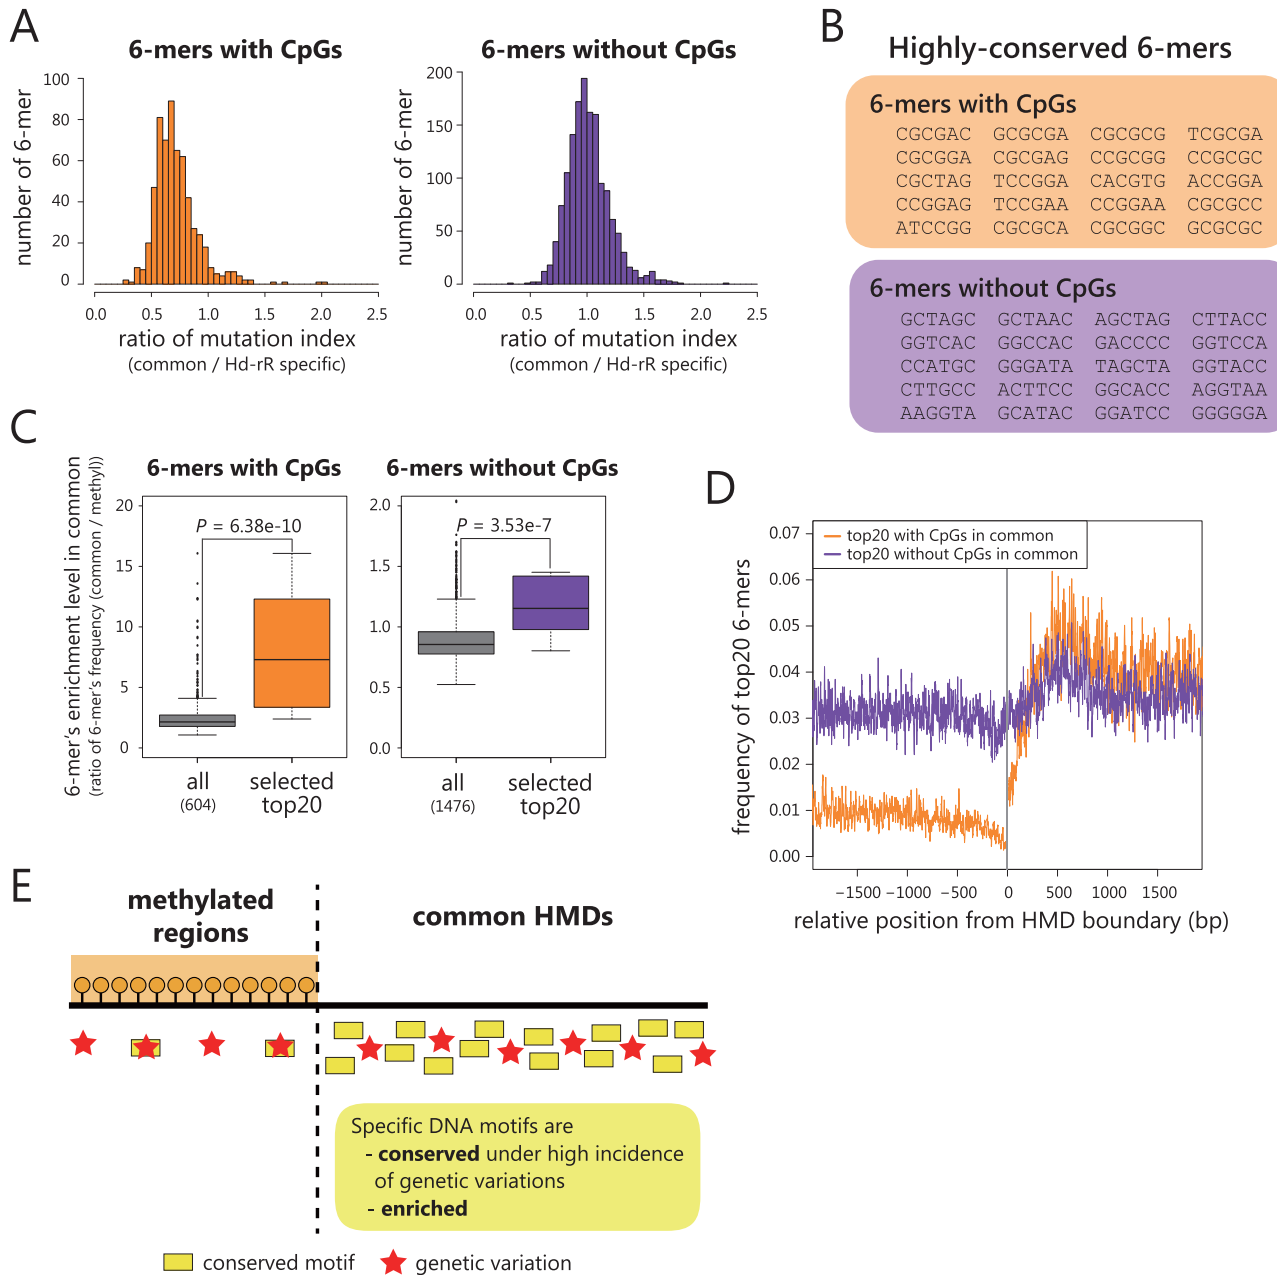 A
6-mers with CpGs
number of 6-mer
100
80
60
40
20
0
0.0 0.5 1.0 1.5 2.0 2.5
ratio of mutation index
(common / Hd-rR specific)
6-mers without CpGs
number of 6-mer
200
150
100
50
0
0.0 0.5 1.0 1.5 2.0 2.5
ratio of mutation index
(common / Hd-rR specific)
B
Highly-conserved 6-mers
6-mers with CpGs
CGCGAC GCGCGA CGCGCG TCGCGA
CGCGGA CGCGAG CCGCGG CCGCGC
CGCTAG TCCGGA CACGTG ACCGGA
CCGGAG TCCGAA CCGGAA CGCGCC
ATCCGG CGCGCA CGCGGC GCGCGC
6-mers without CpGs
GCTAGC GCTAAC AGCTAG CTTACC
GGTCAC GGCCAC GACCCC GGTCCA
CCATGC GGGATA TAGCTA GGTACC
CTTGCC ACTTCC GGCACC AGGTAA
AAGGTA GCATAC GGATCC GGGGGA
C
6-mer's enrichment level in common
(ratio of 6-mer's frequency (common / methyl))
6-mers with CpGs
20
15
10
5
0
P = 6.38e-10
all
(604)
selected
top20
6-mers without CpGs
2.0
1.5
1.0
0.5
0.0
P = 3.53e-7
all
(1476)
selected
top20
D
frequency of top20 6-mers
0.07
0.06
0.05
0.04
0.03
0.02
0.01
0.00
top20 with CpGs in common
top20 without CpGs in common
−1500 −1000 −500 0 500 1000 1500
relative position from HMD boundary (bp)
E
methylated
regions
common HMDs
Specific DNA motifs are
- conserved under high incidence
of genetic variations
- enriched
conserved motif
genetic variation